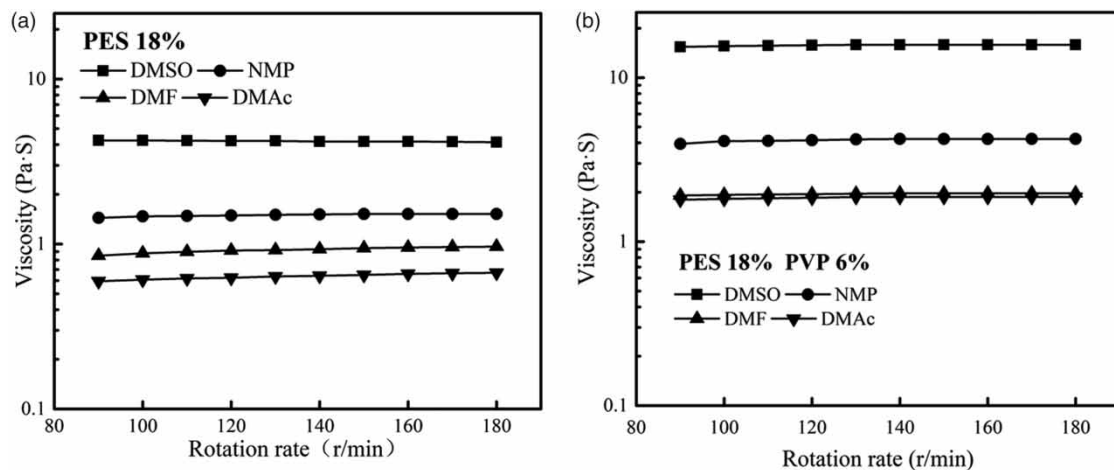 (a)
PES 18%
DMSO NMP
DMF DMAc
Viscosity (Pa·S)
10
1
0.1
80 100 120 140 160 180
Rotation rate（r/min）
(b)
Viscosity (Pa·S)
10
1
0.1
PES 18% PVP 6%
DMSO NMP
DMF DMAc
80 100 120 140 160 180
Rotation rate (r/min)